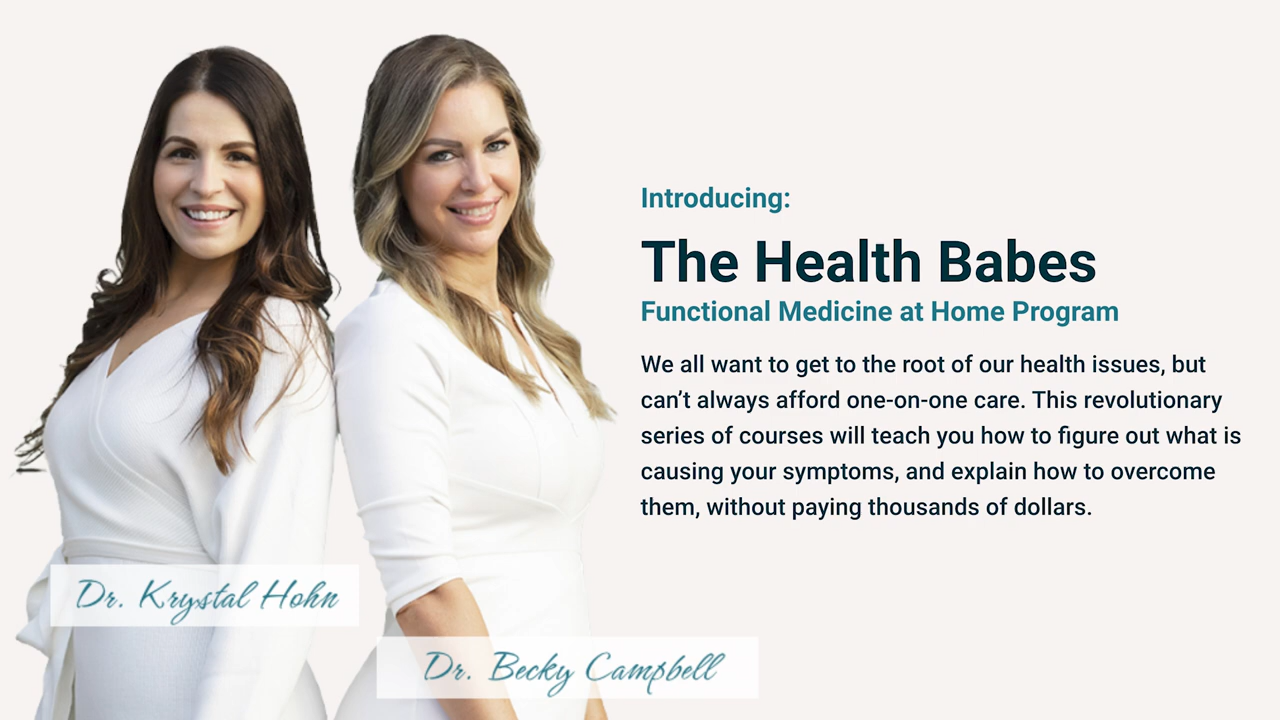 Introducing:
The Health Babes
Functional Medicine at Home Program
We all want to get to the root of our health issues, but
can’t always afford one-on-one care. This revolutionary
series of courses will teach you how to figure out what is
causing your symptoms, and explain how to overcome
them, without paying thousands of dollars.
Dr. Krystal Hohn
Dr. Becky Campbell